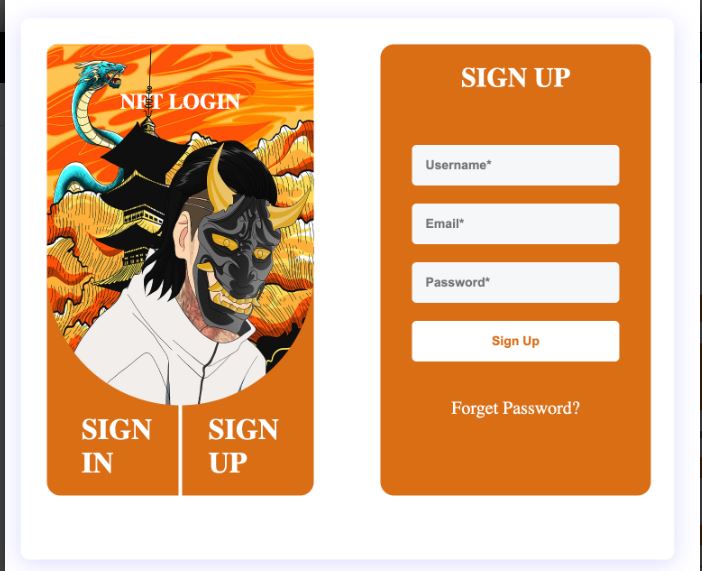 NFT LOGIN
SIGN
IN
SIGN
UP
SIGN UP
Username*
Email*
Password*
Sign Up
Forget Password?